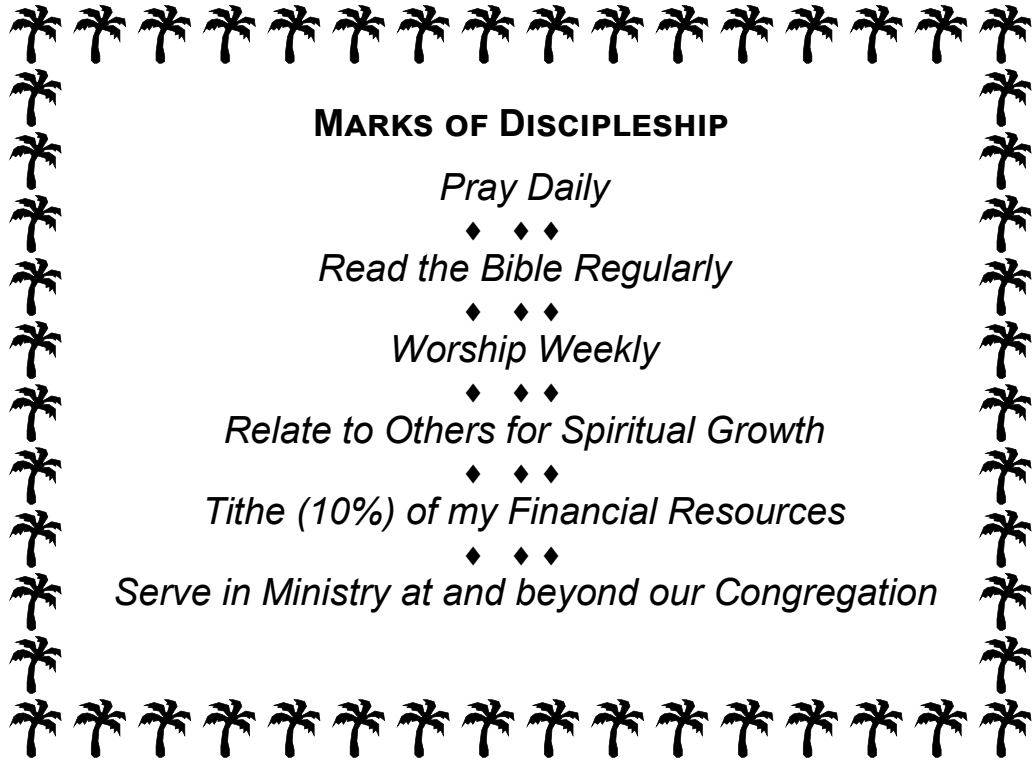 MARKS OF DISCIPLESHIP
Pray Daily
♦ ♦ ♦
Read the Bible Regularly
♦ ♦ ♦
Worship Weekly
♦ ♦ ♦
Relate to Others for Spiritual Growth
♦ ♦ ♦
Tithe (10%) of my Financial Resources
♦ ♦ ♦
Serve in Ministry at and beyond our Congregation